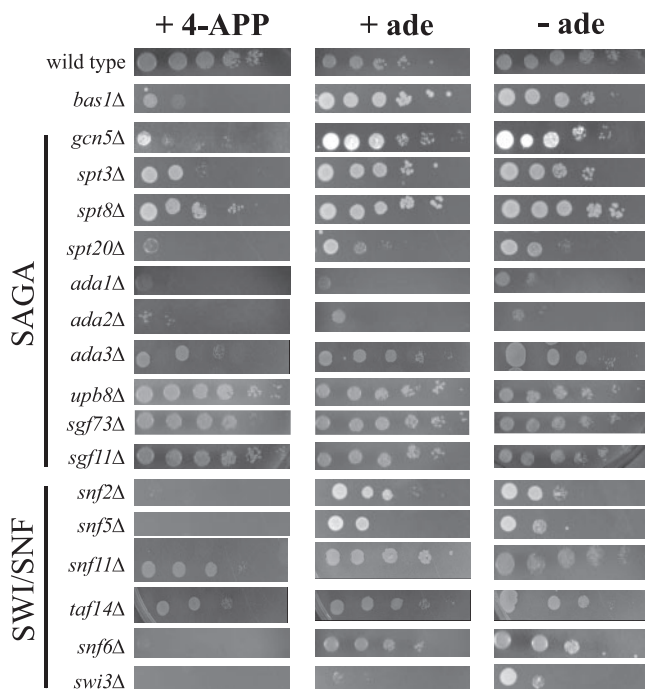 + 4-APP + ade - ade
wild type
bas1Δ
gcn5Δ
spt3Δ
spt8Δ
spt20Δ
ada1Δ
ada2Δ
ada3Δ
upb8Δ
sgf73Δ
sgf11Δ
SAGA
snf2Δ
snf5Δ
snf11Δ
taf14Δ
snf6Δ
swi3Δ
SWI/SNF